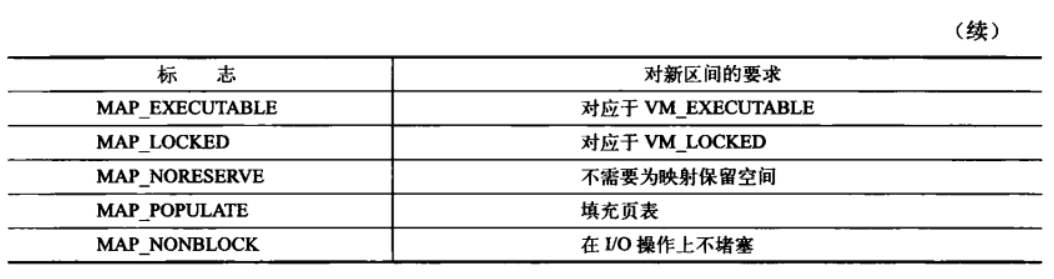 （续）
标 志 对新区间的要求
MAP_EXECUTABLE 对应于 VM_EXECUTABLE
MAP_LOCKED 对应于 VM_LOCKED
MAP_NORESERVE 不需要为映射保留空间
MAP_POPULATE 填充页表
MAP_NONBLOCK 在 I/O 操作上不堵塞